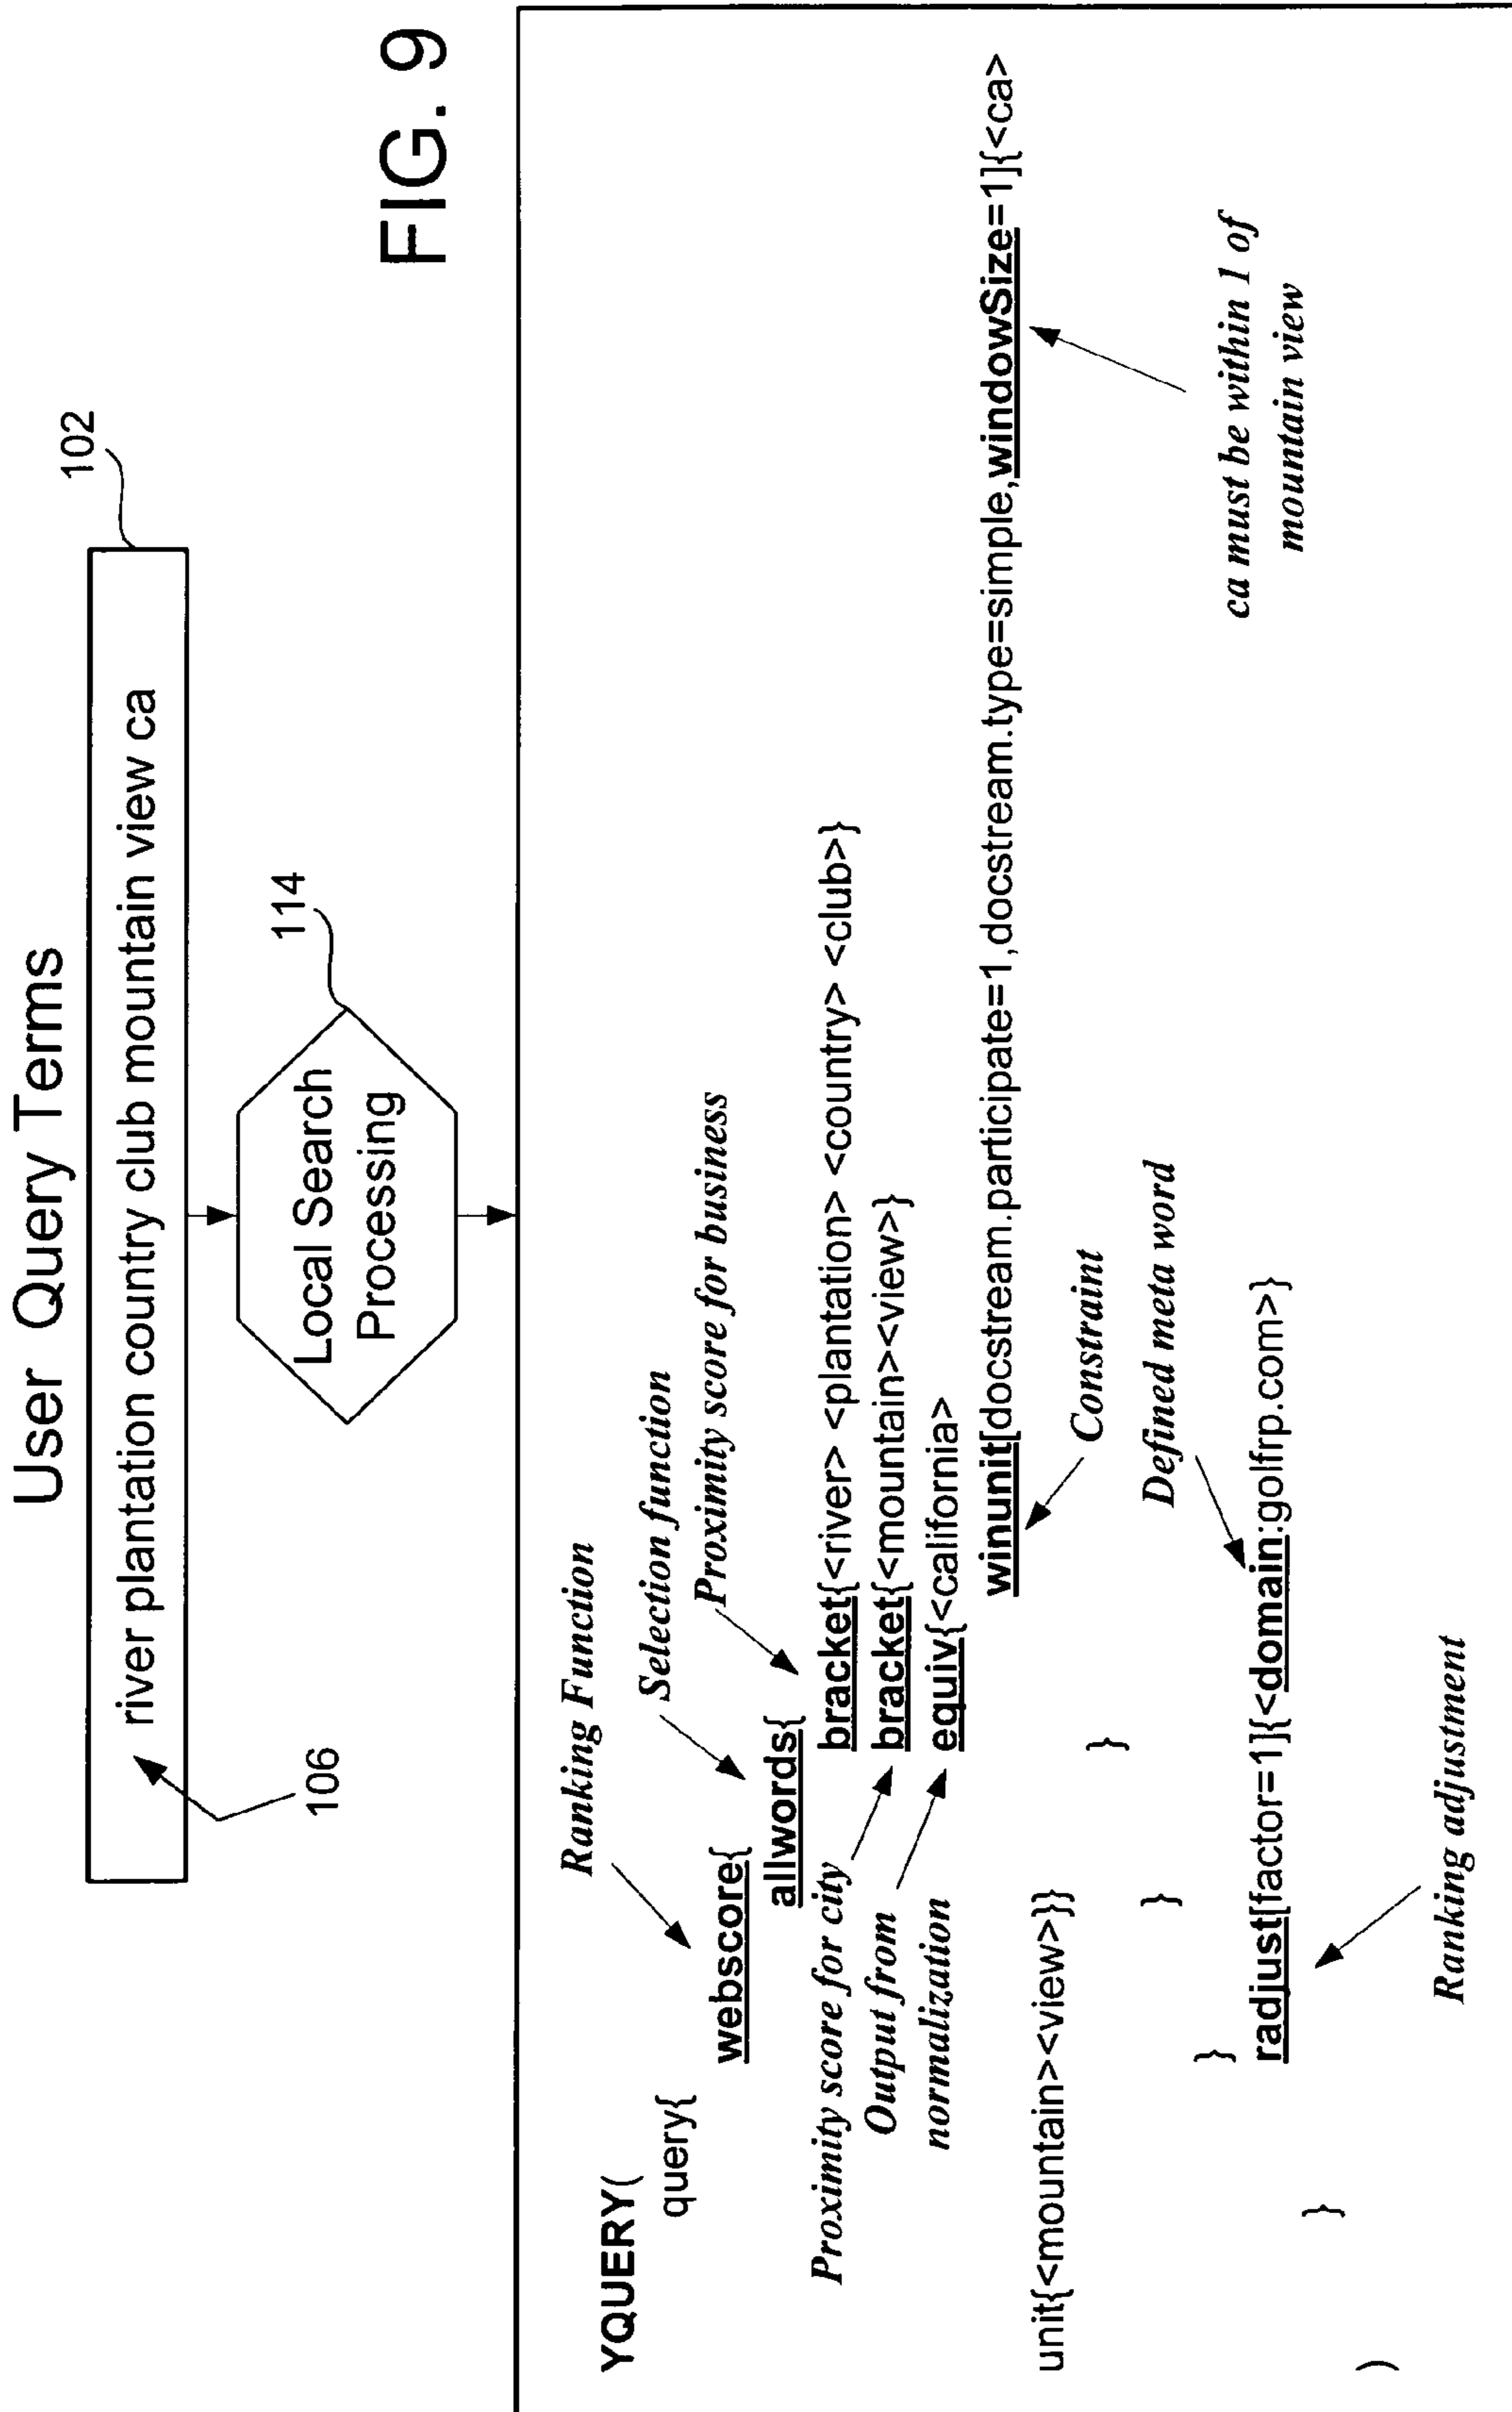 User Query Terms
102
river plantation country club mountain view ca
106
Local Search
Processing
114
FIG. 9
YQUERY(
query{
Ranking Function
webscore{
Selection function
allwords{
Proximity score for business
bracket{<river> <plantation> <country> <club>}
Proximity score for city
bracket{<mountain><view>}
Output from
normalization
equiv{<california>
winunit[docstream.participate=1,docstream.type=simple,windowSize=1]{<ca>
unit{<mountain><view>}}
Constraint
ca must be within 1 of
mountain view
}
}
Defined meta word
}
radjust[factor=1]{<domain:golfrp.com>}
}
Ranking adjustment
)